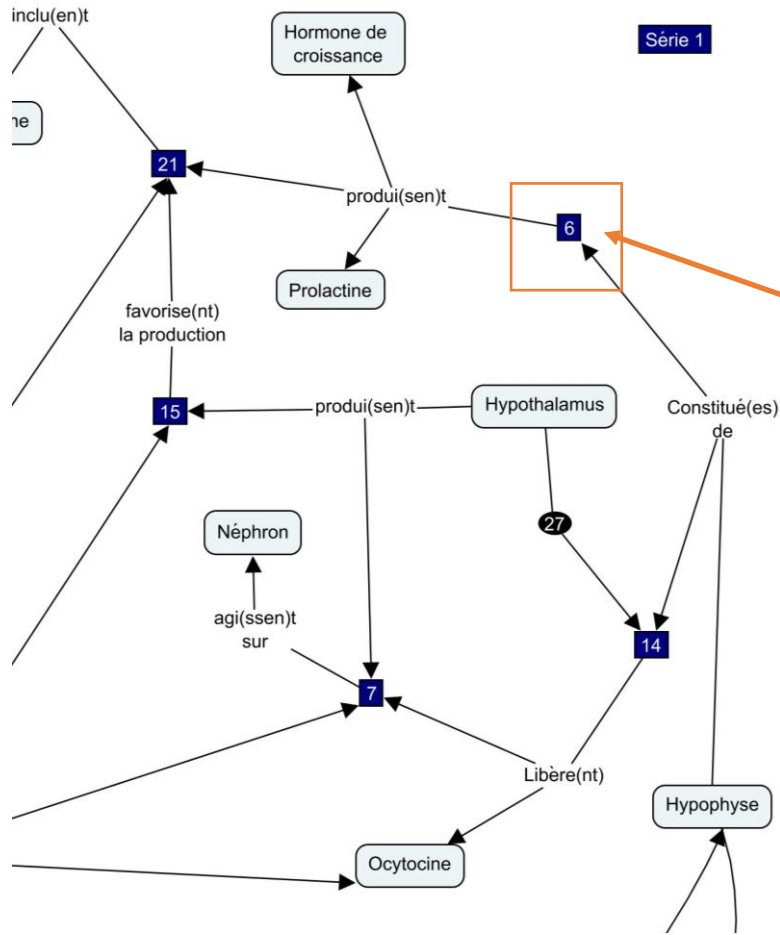 inclu(en)t
Hormone de
croissance
Série 1
ne
21
produi(sen)t
6
Prolactine
favorise(nt)
la production
15
produi(sen)t
Hypothalamus
Constitué(es)
de
27
Néphron
agi(ssen)t
sur
14
7
Libère(nt)
Hypophyse
Ocytocine